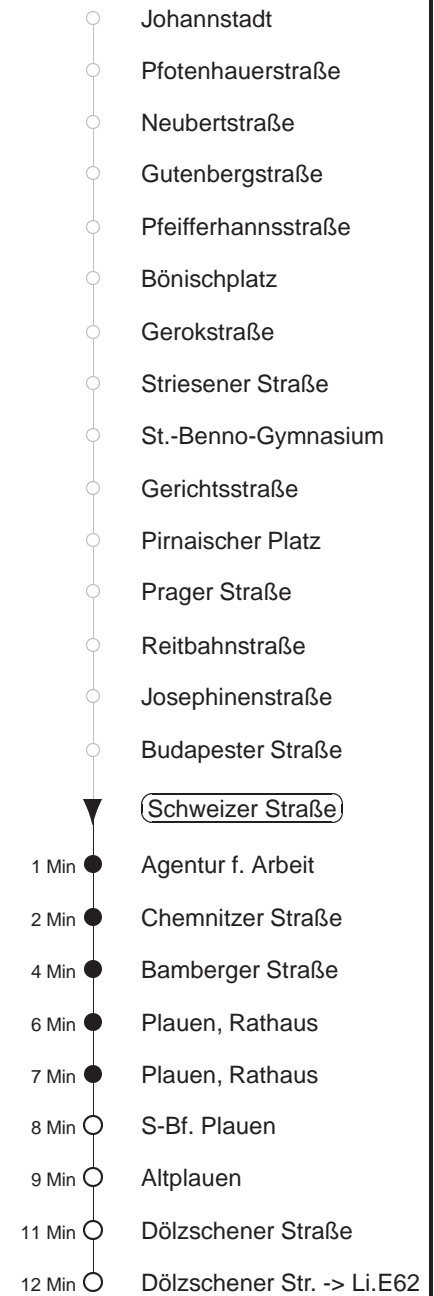 Johannstadt
Pfotenhauerstraße
Neubertstraße
Gutenbergstraße
Pfeifferhannsstraße
Bönischplatz
Gerokstraße
Striesener Straße
St.-Benno-Gymnasium
Gerichtsstraße
Pirnaischer Platz
Prager Straße
Reitbahnstraße
Josephinenstraße
Budapester Straße
Schweizer Straße
1 Min Agentur f. Arbeit
2 Min Chemnitzer Straße
4 Min Bamberger Straße
6 Min Plauen, Rathaus
7 Min Plauen, Rathaus
8 Min S-Bf. Plauen
9 Min Altplauen
11 Min Dölzschener Straße
12 Min Dölzschener Str. -> Li.E62